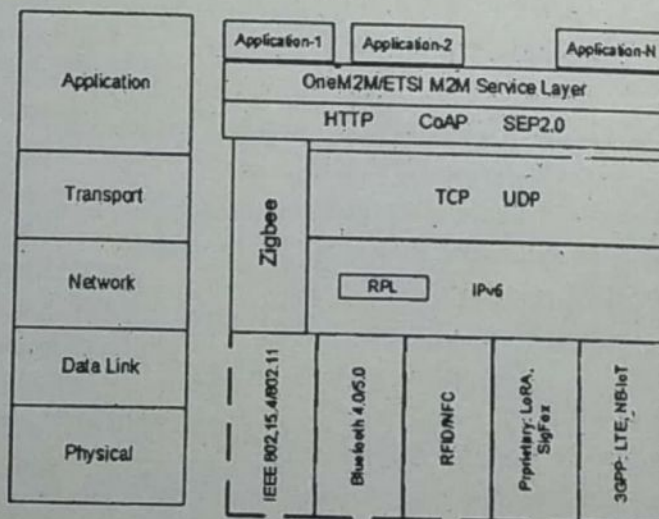 Application
Transport
Network
Data Link
Physical
Application-1 Application-2 Application-N
OneM2M/ETSI M2M Service Layer
HTTP CoAP SEP2.0
Zigbee
TCP UDP
RPL IPv6
IEEE 802.15.4/802.11
Bluetooth 4.0/5.0
RFID/NFC
Proprietary: LoRA,
SigFox
3GPP: LTE, NB-IoT